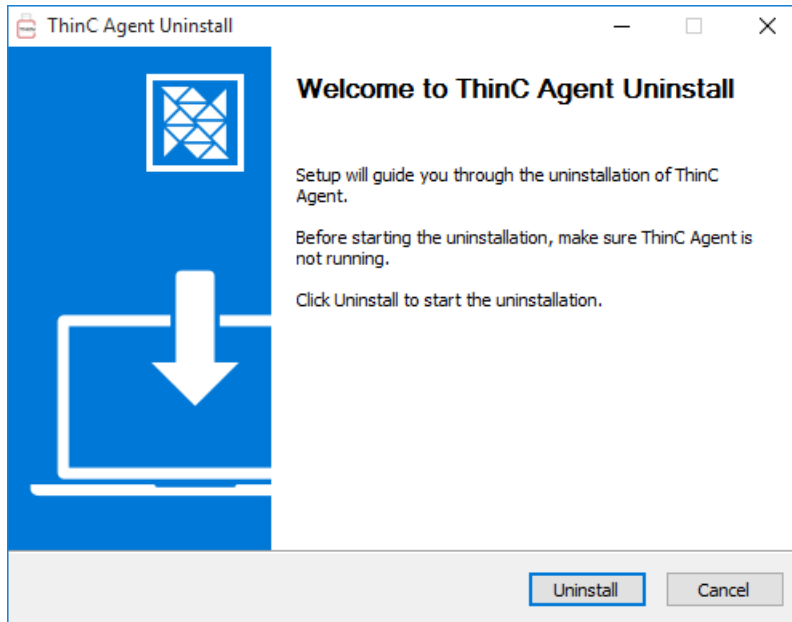 ThinC Agent Uninstall
Welcome to ThinC Agent Uninstall
Setup will guide you through the uninstallation of ThinC
Agent.
Before starting the uninstallation, make sure ThinC Agent is
not running.
Click Uninstall to start the uninstallation.
Uninstall
Cancel